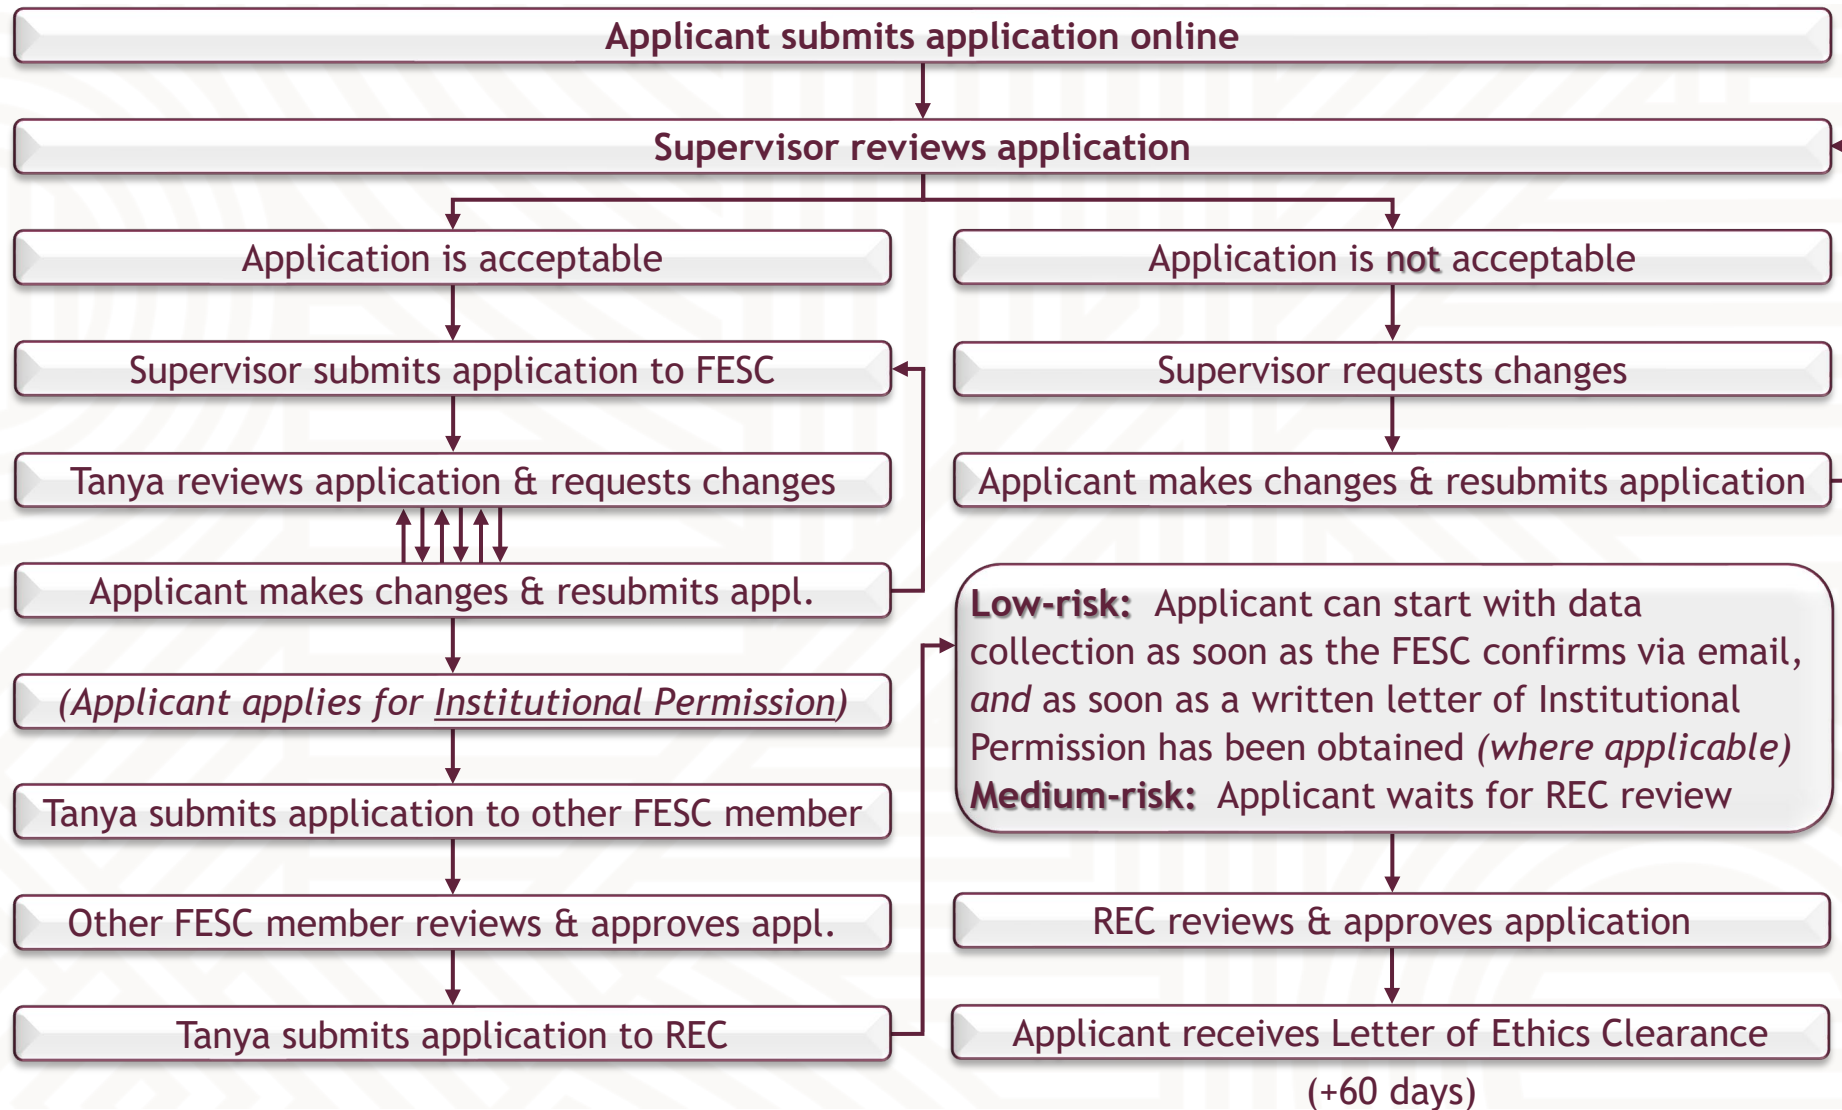 Applicant submits application online
Supervisor reviews application
Application is acceptable
Supervisor submits application to FESC
Tanya reviews application & requests changes
Applicant makes changes & resubmits appl.
(Applicant applies for Institutional Permission)
Tanya submits application to other FESC member
Other FESC member reviews & approves appl.
Tanya submits application to REC
Application is not acceptable
Supervisor requests changes
Applicant makes changes & resubmits application
Low-risk: Applicant can start with data
collection as soon as the FESC confirms via email,
and as soon as a written letter of Institutional
Permission has been obtained (where applicable)
Medium-risk: Applicant waits for REC review
REC reviews & approves application
Applicant receives Letter of Ethics Clearance
(+60 days)